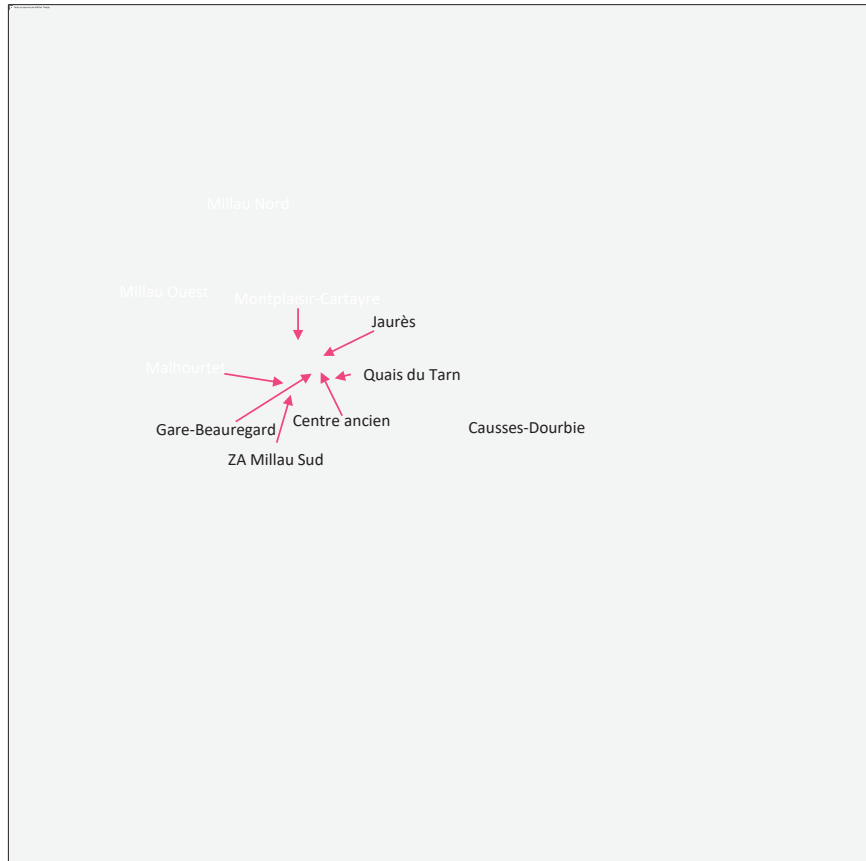 Millau Nord
Millau Ouest
Montplaisir-Cartayre
Jaurès
Malhourtet
Quais du Tarn
Centre ancien
Gare-Beauregard
Causses-Dourbie
ZA Millau Sud